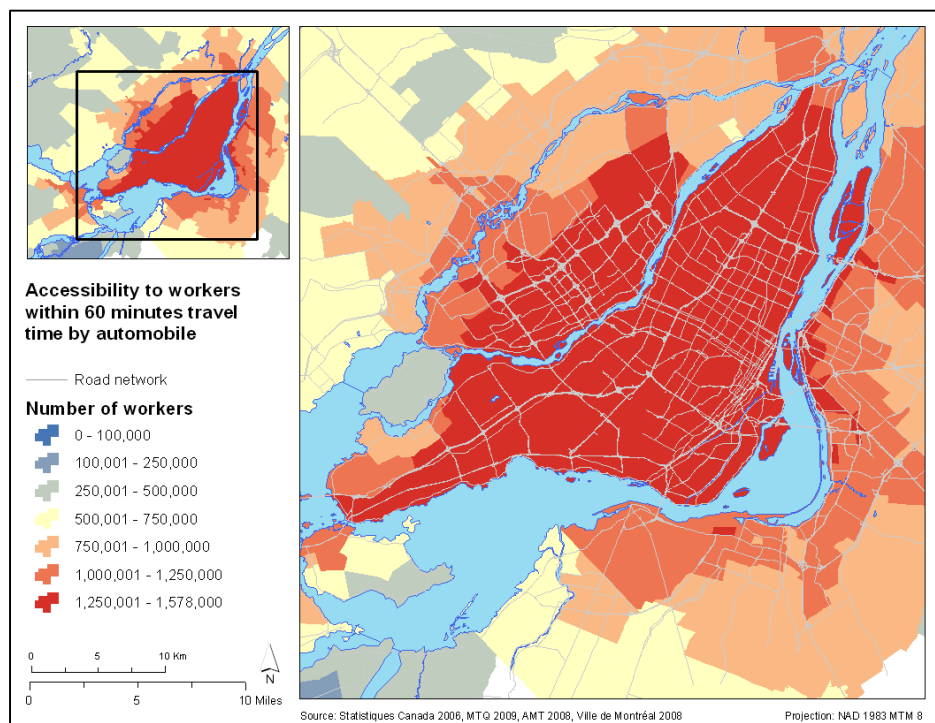 Accessibility to workers
within 60 minutes travel
time by automobile
Road network
Number of workers
0 - 100,000
100,001 - 250,000
250,001 - 500,000
500,001 - 750,000
750,001 - 1,000,000
1,000,001 - 1,250,000
1,250,001 - 1,578,000
0 5 10 Km
N
0 5 10 Miles
Source: Statistiques Canada 2006, MTQ 2009, AMT 2008, Ville de Montréal 2008
Projection: NAD 1983 MTM 8